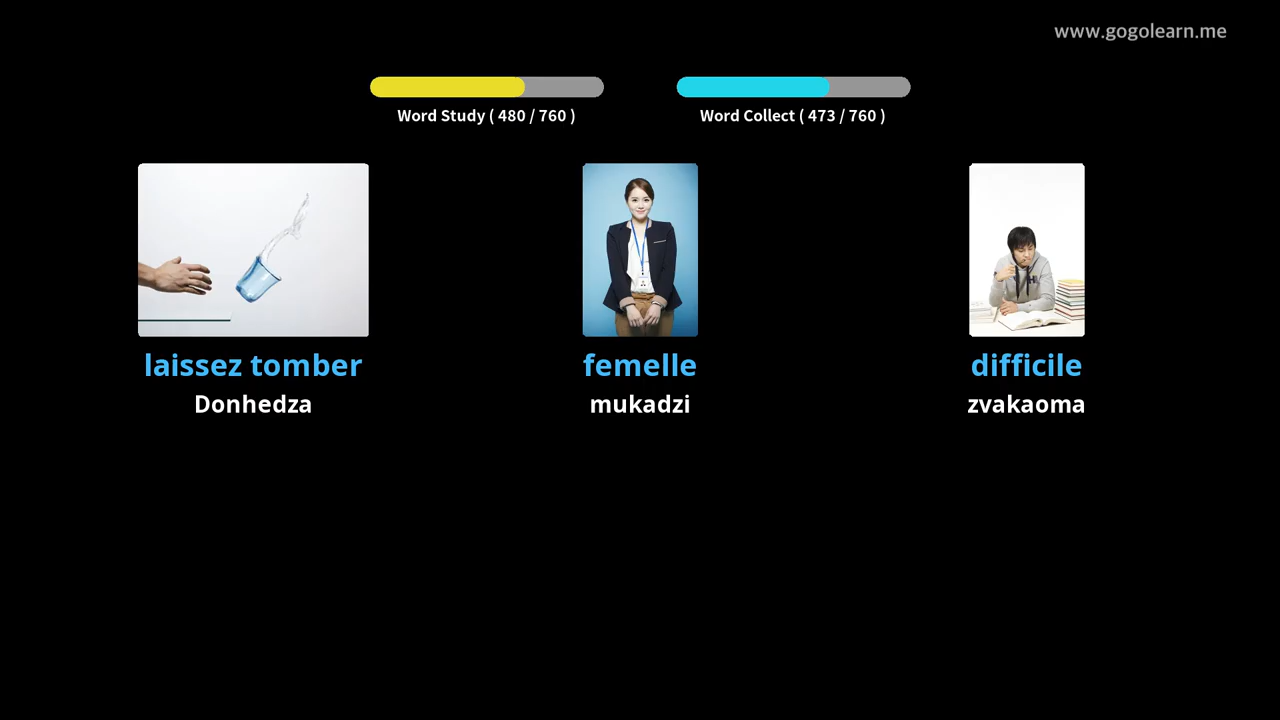 www.gogolearn.me
Word Study ( 480 / 760 )
Word Collect ( 473 / 760 )
laissez tomber
Donhedza
femelle
mukadzi
difficile
zvakaoma